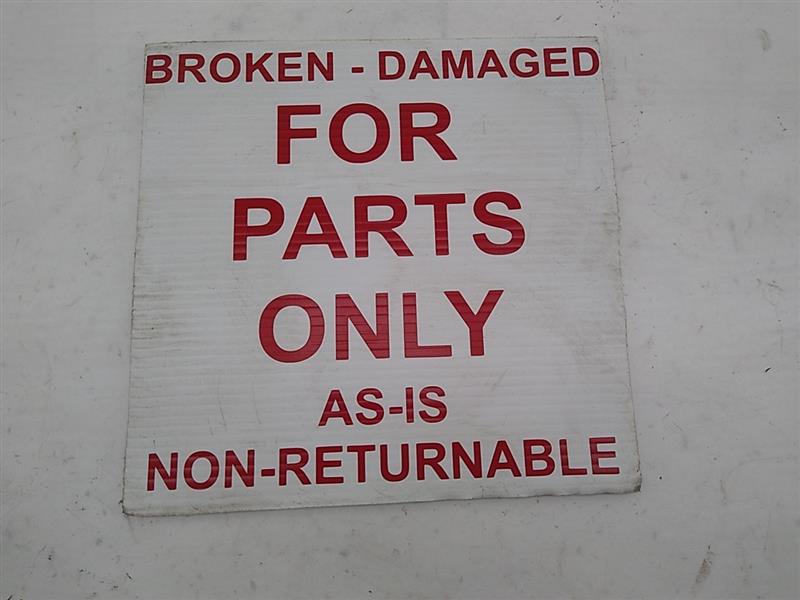 BROKEN - DAMAGED
FOR
PARTS
ONLY
AS-IS
NON-RETURNABLE